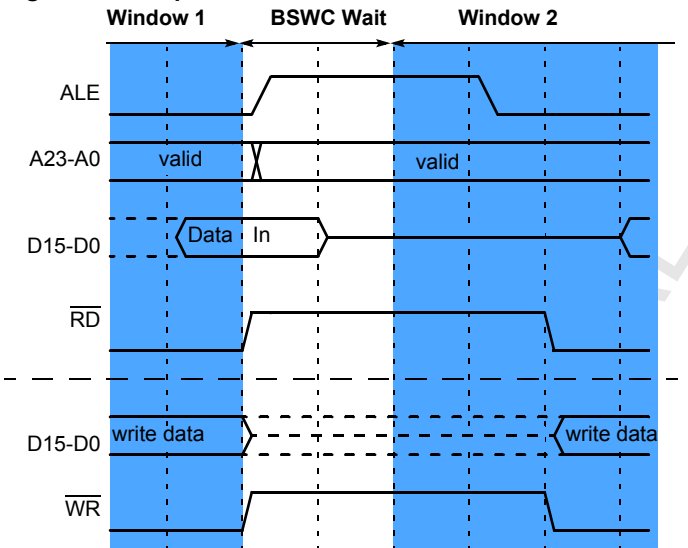 Window 1 BSWC Wait Window 2
ALE
A23-A0 valid valid
D15-D0 Data In
RD
D15-D0 write data write data
WR